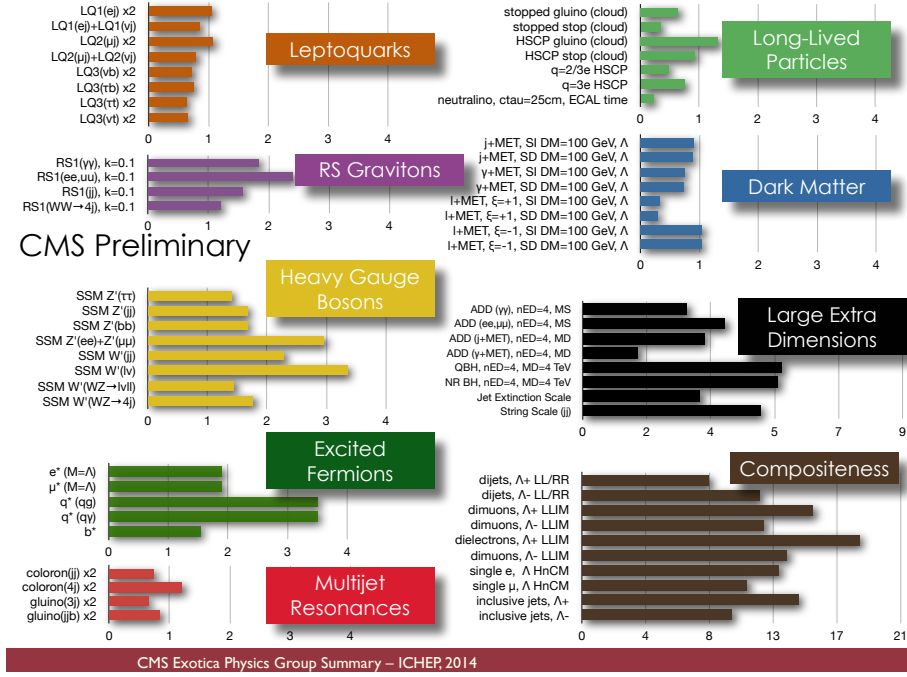 LQ1(ej) x2
LQ1(ej)+LQ1(νj)
LQ2(μj) x2
LQ2(μj)+LQ2(νj)
LQ3(νb) x2
LQ3(τb) x2
LQ3(τt) x2
LQ3(vt) x2
0 1 2 3 4
Leptoquarks
stopped gluino (cloud)
stopped stop (cloud)
HSCP gluino (cloud)
HSCP stop (cloud)
q=2/3e HSCP
q=3e HSCP
neutralino, ctau=25cm, ECAL time
0 1 2 3 4
Long-Lived
Particles
RS1(γγ), k=0.1
RS1(ee,uu), k=0.1
RS1(jj), k=0.1
RS1(WW→4j), k=0.1
0 1 2 3 4
RS Gravitons
j+MET, SI DM=100 GeV, Λ
j+MET, SD DM=100 GeV, Λ
γ+MET, SI DM=100 GeV, Λ
γ+MET, SD DM=100 GeV, Λ
l+MET, ξ=+1, SI DM=100 GeV, Λ
l+MET, ξ=+1, SD DM=100 GeV, Λ
l+MET, ξ=-1, SI DM=100 GeV, Λ
l+MET, ξ=-1, SD DM=100 GeV, Λ
0 1 2 3 4
Dark Matter
CMS Preliminary
Heavy Gauge
Bosons
SSM Z'(ττ)
SSM Z'(jj)
SSM Z'(bb)
SSM Z'(ee)+Z'(μμ)
SSM W'(jj)
SSM W'(lν)
SSM W'(WZ→lνll)
SSM W'(WZ→4j)
0 1 2 3 4
Large Extra
Dimensions
ADD (γγ), nED=4, MS
ADD (ee,μμ), nED=4, MS
ADD (j+MET), nED=4, MD
ADD (γ+MET), nED=4, MD
QBH, nED=4, MD=4 TeV
NR BH, nED=4, MD=4 TeV
Jet Extinction Scale
String Scale (jj)
0 2 4 5 7 9
Excited
Fermions
e* (M=Λ)
μ* (M=Λ)
q* (qg)
q* (qγ)
b*
0 1 2 3 4
Compositeness
dijets, Λ+ LL/RR
dijets, Λ- LL/RR
dimuons, Λ+ LLIM
dimuons, Λ- LLIM
dielectrons, Λ+ LLIM
dimuons, Λ- LLIM
single e, Λ HnCM
single μ, Λ HnCM
inclusive jets, Λ+
inclusive jets, Λ-
0 4 8 13 17 21
Multijet
Resonances
coloron(jj) x2
coloron(4j) x2
gluino(3j) x2
gluino(jjb) x2
0 1 2 3 4
CMS Exotica Physics Group Summary – ICHEP, 2014